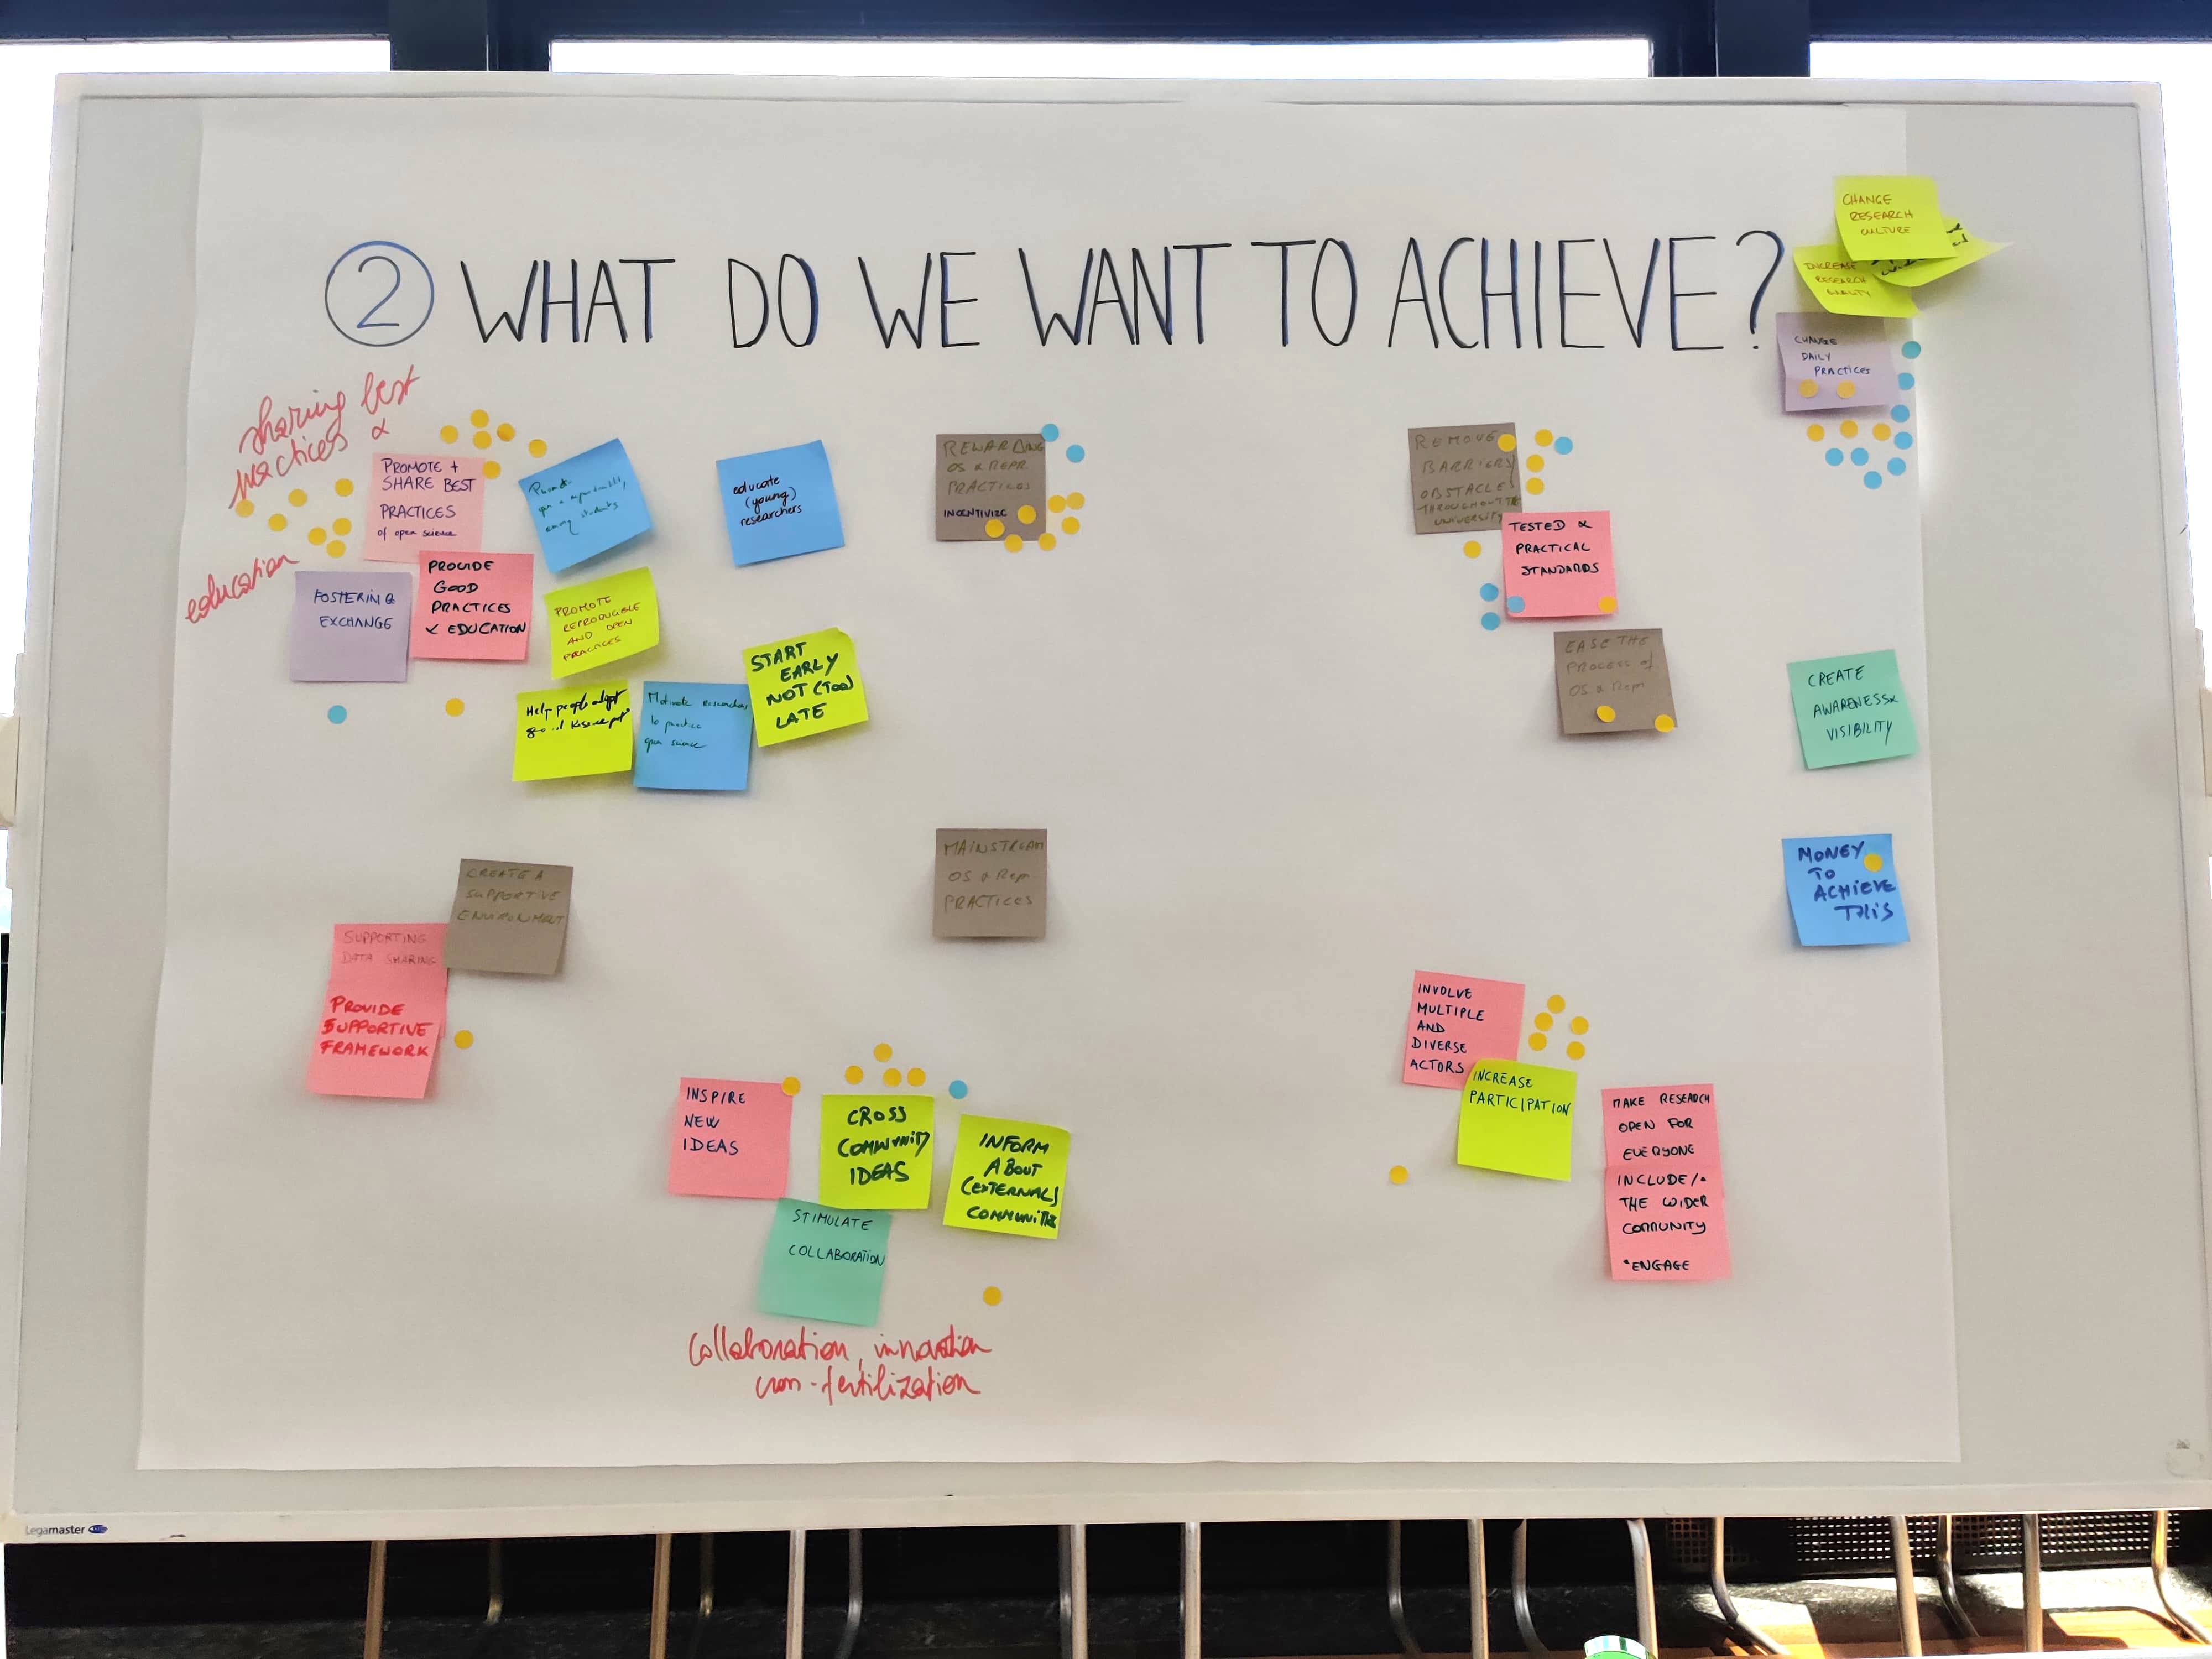 ② WHAT DO WE WANT TO ACHIEVE?
CHANGE
RESEARCH
CULTURE
INCREASE
RESEARCH
QUALITY
CHANGE
DAILY
PRACTICES
sharing best
practices &
education
PROMOTE +
SHARE BEST
PRACTICES
of open science
Promote
open &
among students
educate
(young)
researchers
REWARDING
OS & REPR.
PRACTICES
INCENTIVIZE
REMOVE
BARRIERS/
OBSTACLES
THROUGHOUT THE
UNIVERSITY
TESTED &
PRACTICAL
STANDARDS
FOSTERING
EXCHANGE
PROVIDE
GOOD
PRACTICES
& EDUCATION
PROMOTE
REPRODUCIBLE
AND OPEN
PRACTICES
START
EARLY
NOT (TOO)
LATE
Help people adopt
Motivate researchers
to practice
open science
EASE THE
PROCESS of
OS & Repr.
CREATE
AWARENESS &
VISIBILITY
CREATE A
SUPPORTIVE
ENVIRONMENT
SUPPORTING
DATA SHARING
PROVIDE
SUPPORTIVE
FRAMEWORK
MAINSTREAM
OS & Repr
PRACTICES
MONEY
TO
ACHIEVE
THIS
INSPIRE
NEW
IDEAS
CROSS
COMMUNITY
IDEAS
INFORM
ABOUT
(EXTERNAL)
COMMUNITIES
STIMULATE
COLLABORATION
Collaboration, innovation
cross-fertilization
INVOLVE
MULTIPLE
AND
DIVERSE
ACTORS
INCREASE
PARTICIPATION
MAKE RESEARCH
OPEN FOR
EVERYONE
INCLUDE/*
THE WIDER
COMMUNITY
*ENGAGE
Legamaster